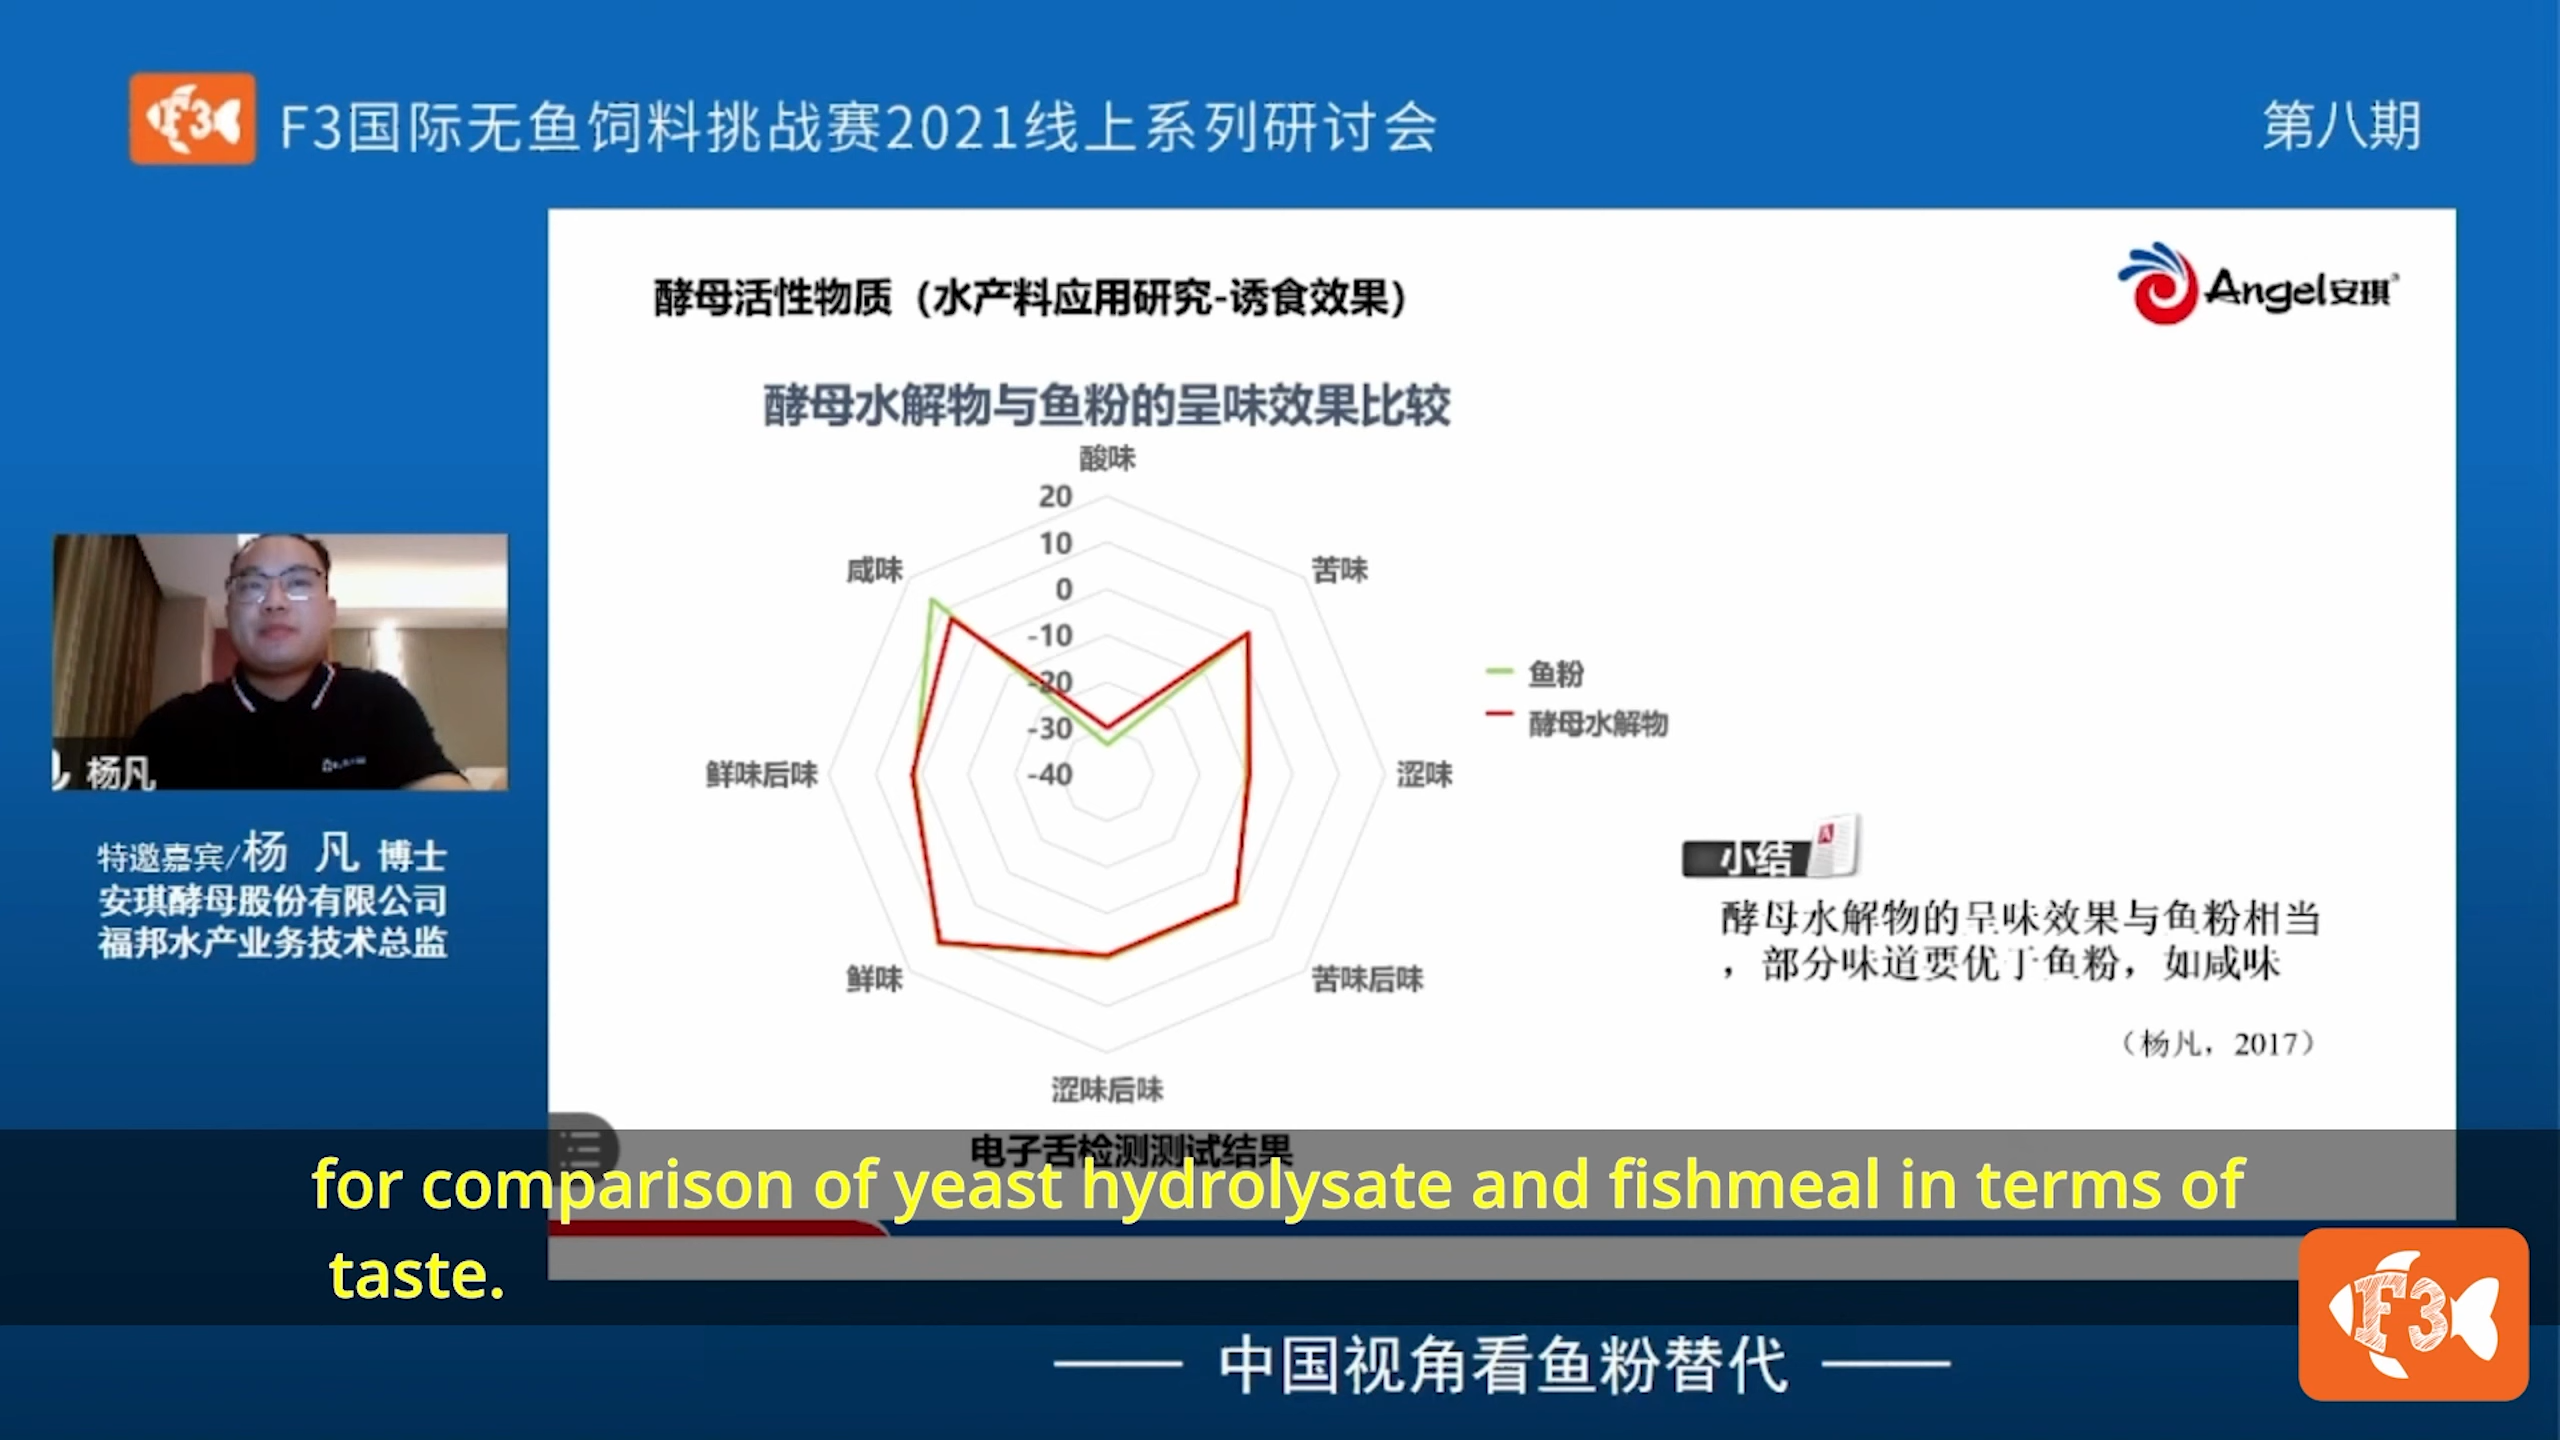 F3
F3国际无鱼饲料挑战赛2021线上系列研讨会
第八期
酵母活性物质（水产料应用研究-诱食效果）
Angel安琪
酵母水解物与鱼粉的呈味效果比较
酸味
20
10
0
-10
-20
-30
-40
咸味
苦味
鲜味后味
涩味
鲜味
苦味后味
涩味后味
鱼粉
酵母水解物
杨凡
特邀嘉宾/杨 凡 博士
安琪酵母股份有限公司
福邦水产业务技术总监
小结
酵母水解物的呈味效果与鱼粉相当
，部分味道要优于鱼粉，如咸味
（杨凡，2017）
电子舌检测测试结果
for comparison of yeast hydrolysate and fishmeal in terms of
taste.
中国视角看鱼粉替代
F3